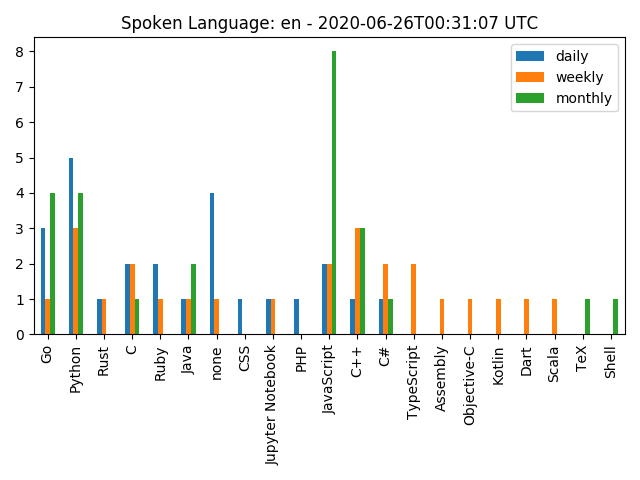 Spoken Language: en - 2020-06-26T00:31:07 UTC
daily
weekly
monthly
8
7
6
5
4
3
2
1
0
Go
Python
Rust
C
Ruby
Java
none
CSS
Jupyter Notebook
PHP
JavaScript
C++
C#
TypeScript
Assembly
Objective-C
Kotlin
Dart
Scala
TeX
Shell